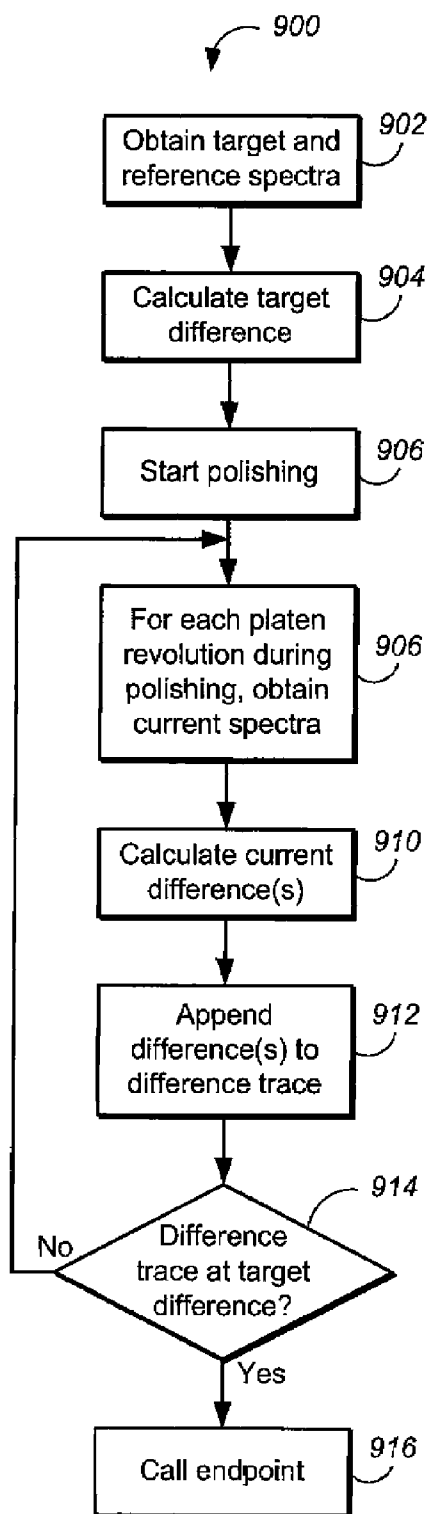 900
902
Obtain target and
reference spectra
904
Calculate target
difference
906
Start polishing
For each platen
revolution during
polishing, obtain
current spectra
906
Calculate current
difference(s)
910
Append
difference(s) to
difference trace
912
914
No
Difference
trace at target
difference?
Yes
Call endpoint
916